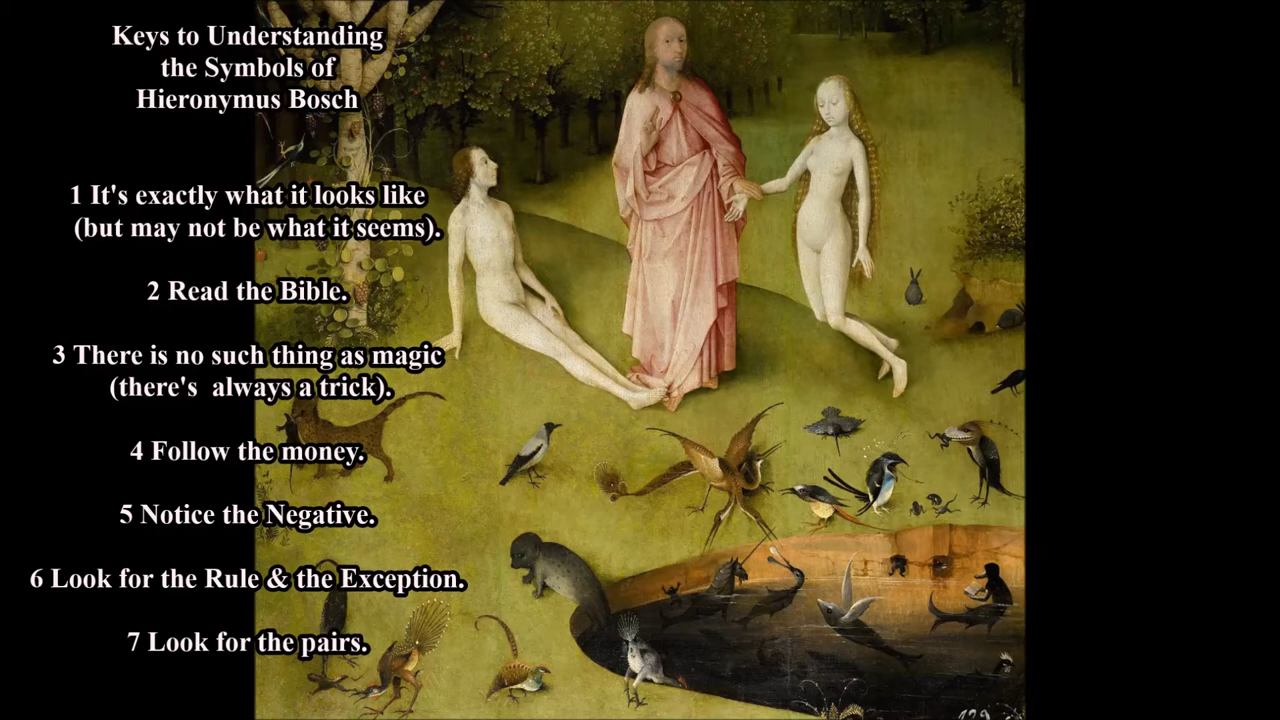 Keys to Understanding
the Symbols of
Hieronymus Bosch
1 It's exactly what it looks like
(but may not be what it seems).
2 Read the Bible.
3 There is no such thing as magic
(there's  always a trick).
4 Follow the money.
5 Notice the Negative.
6 Look for the Rule & the Exception.
7 Look for the pairs.